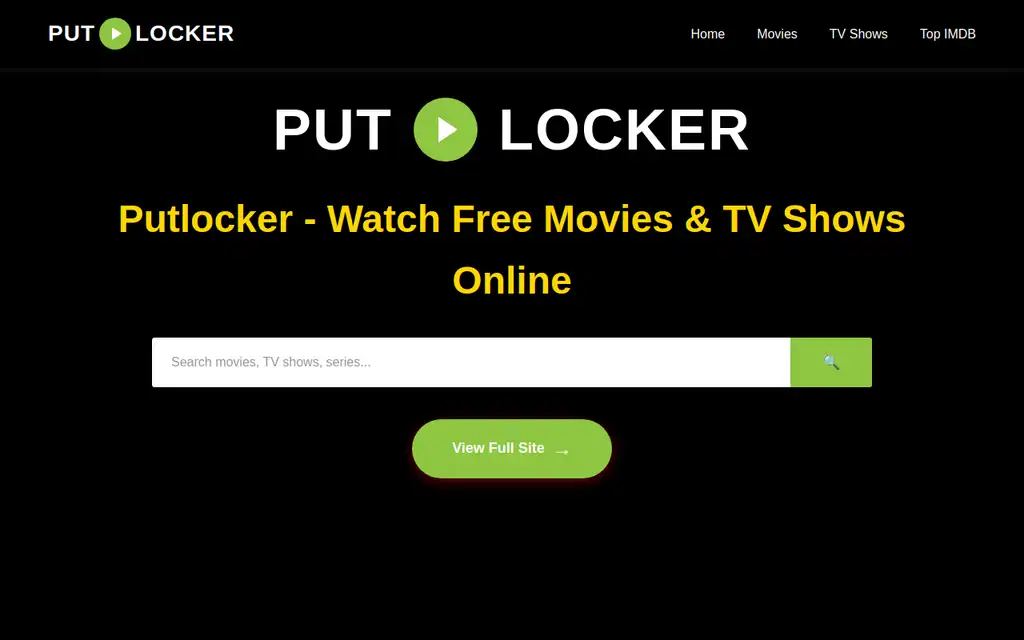 PUT LOCKER
Home Movies TV Shows Top IMDB
PUT LOCKER
Putlocker - Watch Free Movies & TV Shows
Online
Search movies, TV shows, series...
View Full Site →